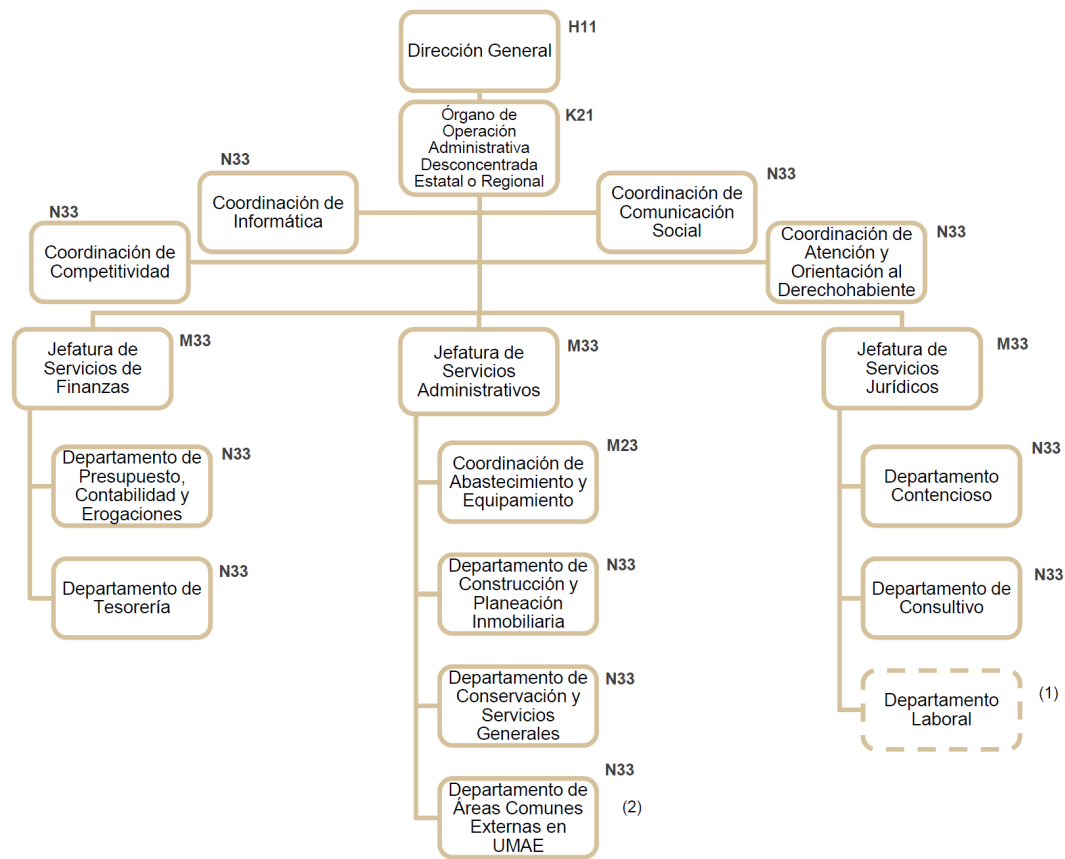 H11
Dirección General
K21
Órgano de
Operación
Administrativa
Desconcentrada
Estatal o Regional
N33
Coordinación de
Informática
N33
Coordinación de
Comunicación
Social
N33
Coordinación de
Competitividad
N33
Coordinación de
Atención y
Orientación al
Derechohabiente
M33
Jefatura de
Servicios de
Finanzas
M33
Jefatura de
Servicios
Administrativos
M33
Jefatura de
Servicios
Jurídicos
N33
Departamento de
Presupuesto,
Contabilidad y
Erogaciones
N33
Departamento de
Tesorería
M23
Coordinación de
Abastecimiento y
Equipamiento
N33
Departamento de
Construcción y
Planeación
Inmobiliaria
N33
Departamento de
Conservación y
Servicios
Generales
N33
Departamento de
Áreas Comunes
Externas en
UMAE
(2)
N33
Departamento
Contencioso
N33
Departamento de
Consultivo
(1)
Departamento
Laboral